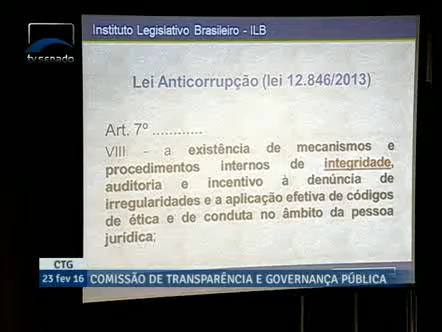 Instituto Legislativo Brasileiro - ILB
tv senado
Lei Anticorrupção (lei 12.846/2013)
Art. 7º ............
VIII - a existência de mecanismos e
procedimentos internos de integridade,
auditoria e incentivo à denúncia de
irregularidades e a aplicação efetiva de códigos
de ética e de conduta no âmbito da pessoa
jurídica;
CTG
23 fev 16 COMISSÃO DE TRANSPARÊNCIA E GOVERNANÇA PÚBLICA